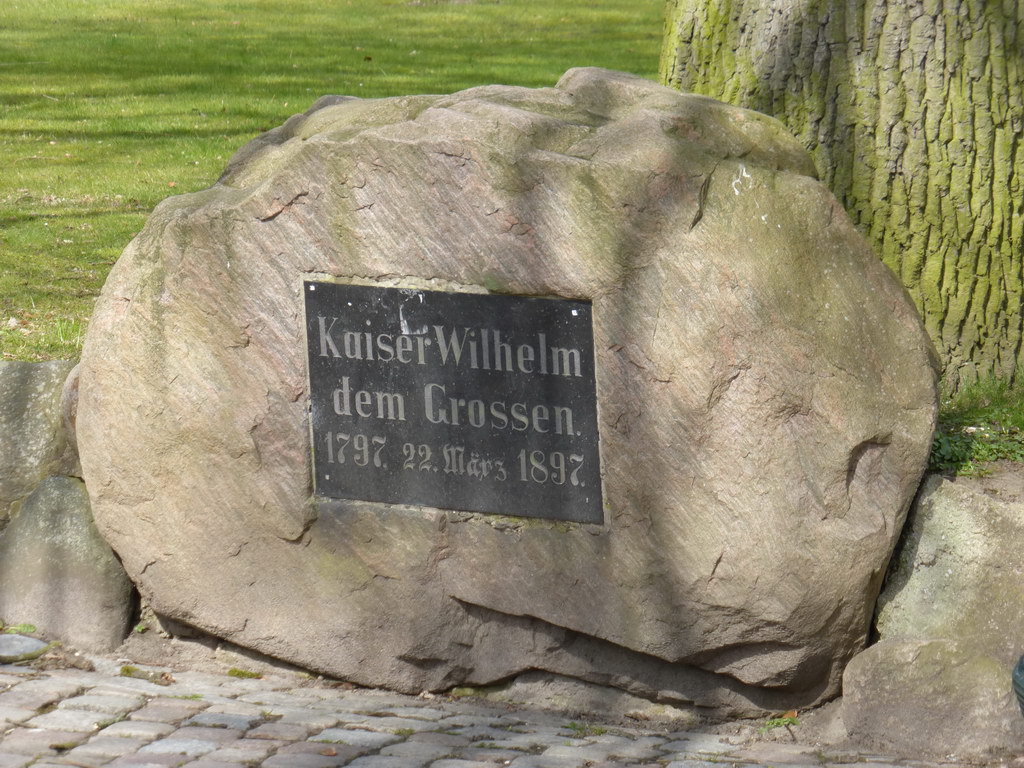 Kaiser Wilhelm
dem Grossen.
1797. 22. März 1897.